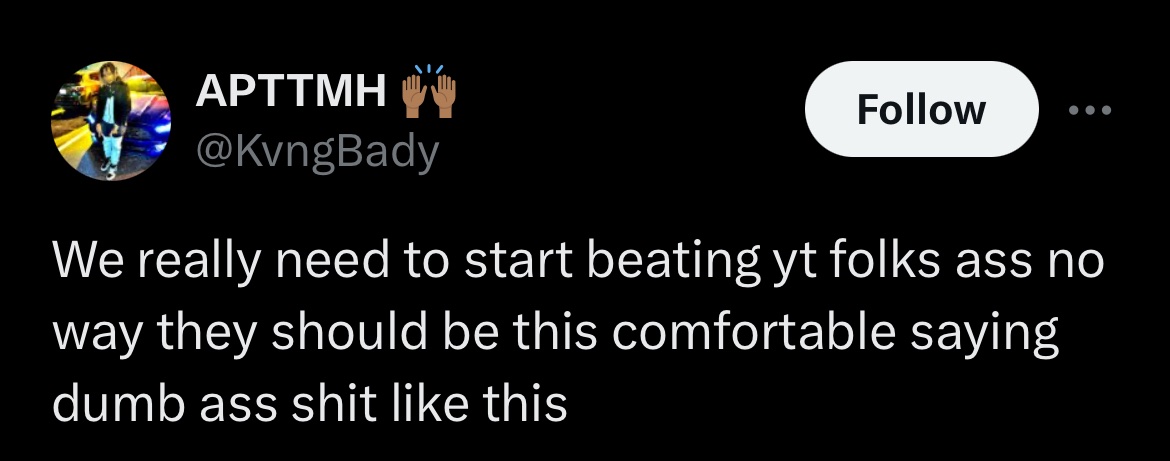 APTTMH 🙌🏽
@KvngBady
Follow
We really need to start beating yt folks ass no
way they should be this comfortable saying
dumb ass shit like this